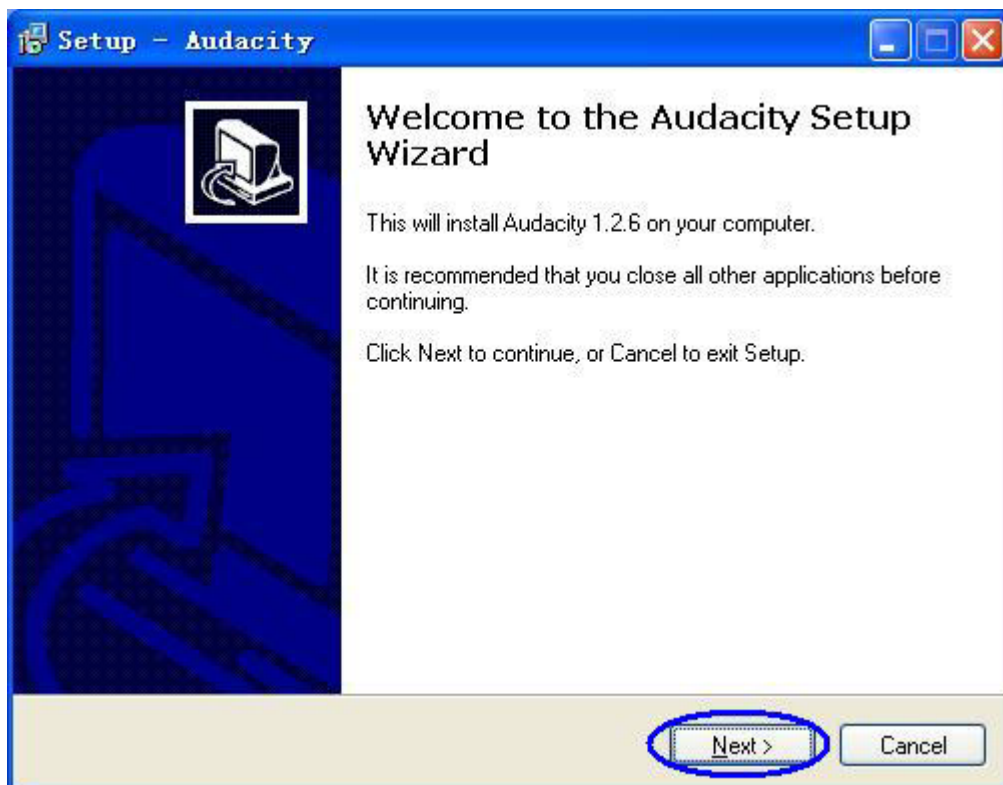 Setup - Audacity
Welcome to the Audacity Setup
Wizard
This will install Audacity 1.2.6 on your computer.
It is recommended that you close all other applications before
continuing.
Click Next to continue, or Cancel to exit Setup.
Next >
Cancel